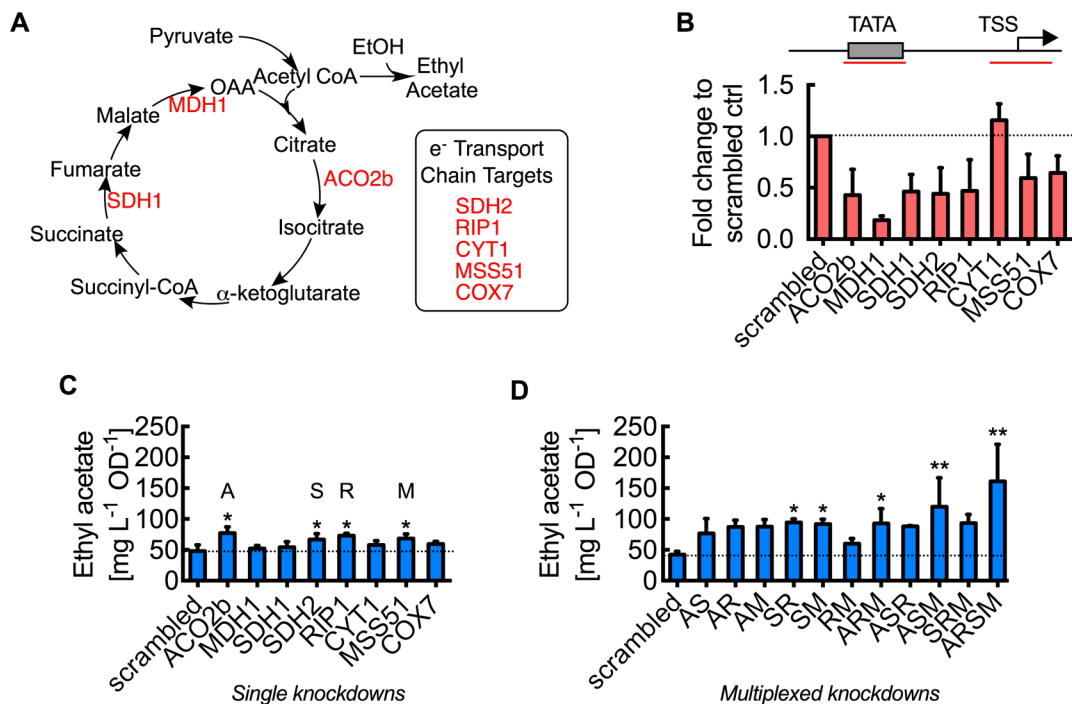 A
Pyruvate
EtOH
Acetyl CoA
Ethyl
Acetate
OAA
MDH1
Malate
Citrate
Fumarate
ACO2b
SDH1
Isocitrate
Succinate
Succinyl-CoA
α-ketoglutarate
e- Transport
Chain Targets
SDH2
RIP1
CYT1
MSS51
COX7
B
TATA
TSS
Fold change to
scrambled ctrl
1.5
1.0
0.5
0.0
scrambled
ACO2b
MDH1
SDH1
SDH2
RIP1
CYT1
MSS51
COX7
C
Ethyl acetate
[mg L-1 OD-1]
250
200
150
100
50
0
A
S
R
M
*
*
*
*
scrambled
ACO2b
MDH1
SDH1
SDH2
RIP1
CYT1
MSS51
COX7
Single knockdowns
D
Ethyl acetate
[mg L-1 OD-1]
250
200
150
100
50
0
*
*
*
**
**
scrambled
AS
AR
AM
SR
SM
RM
ARM
ASR
ASM
SRM
ARSM
Multiplexed knockdowns